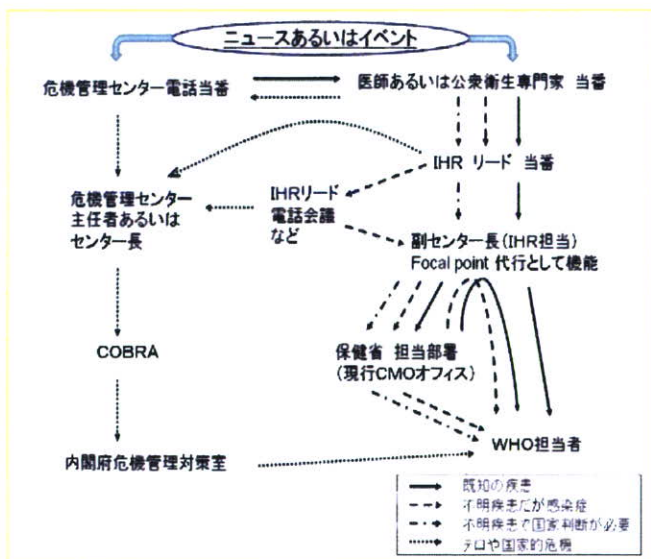 ニュースあるいはイベント
危機管理センター電話当番
医師あるいは公衆衛生専門家 当番
IHR リード 当番
危機管理センター
主任者あるいは
センター長
IHRリード
電話会議
など
副センター長(IHR担当)
Focal point 代行として機能
COBRA
保健省 担当部署
(現行CMOオフィス)
WHO担当者
内閣府危機管理対策室
既知の疾患
不明疾患だが感染症
不明疾患で国家判断が必要
テロや国家的危機